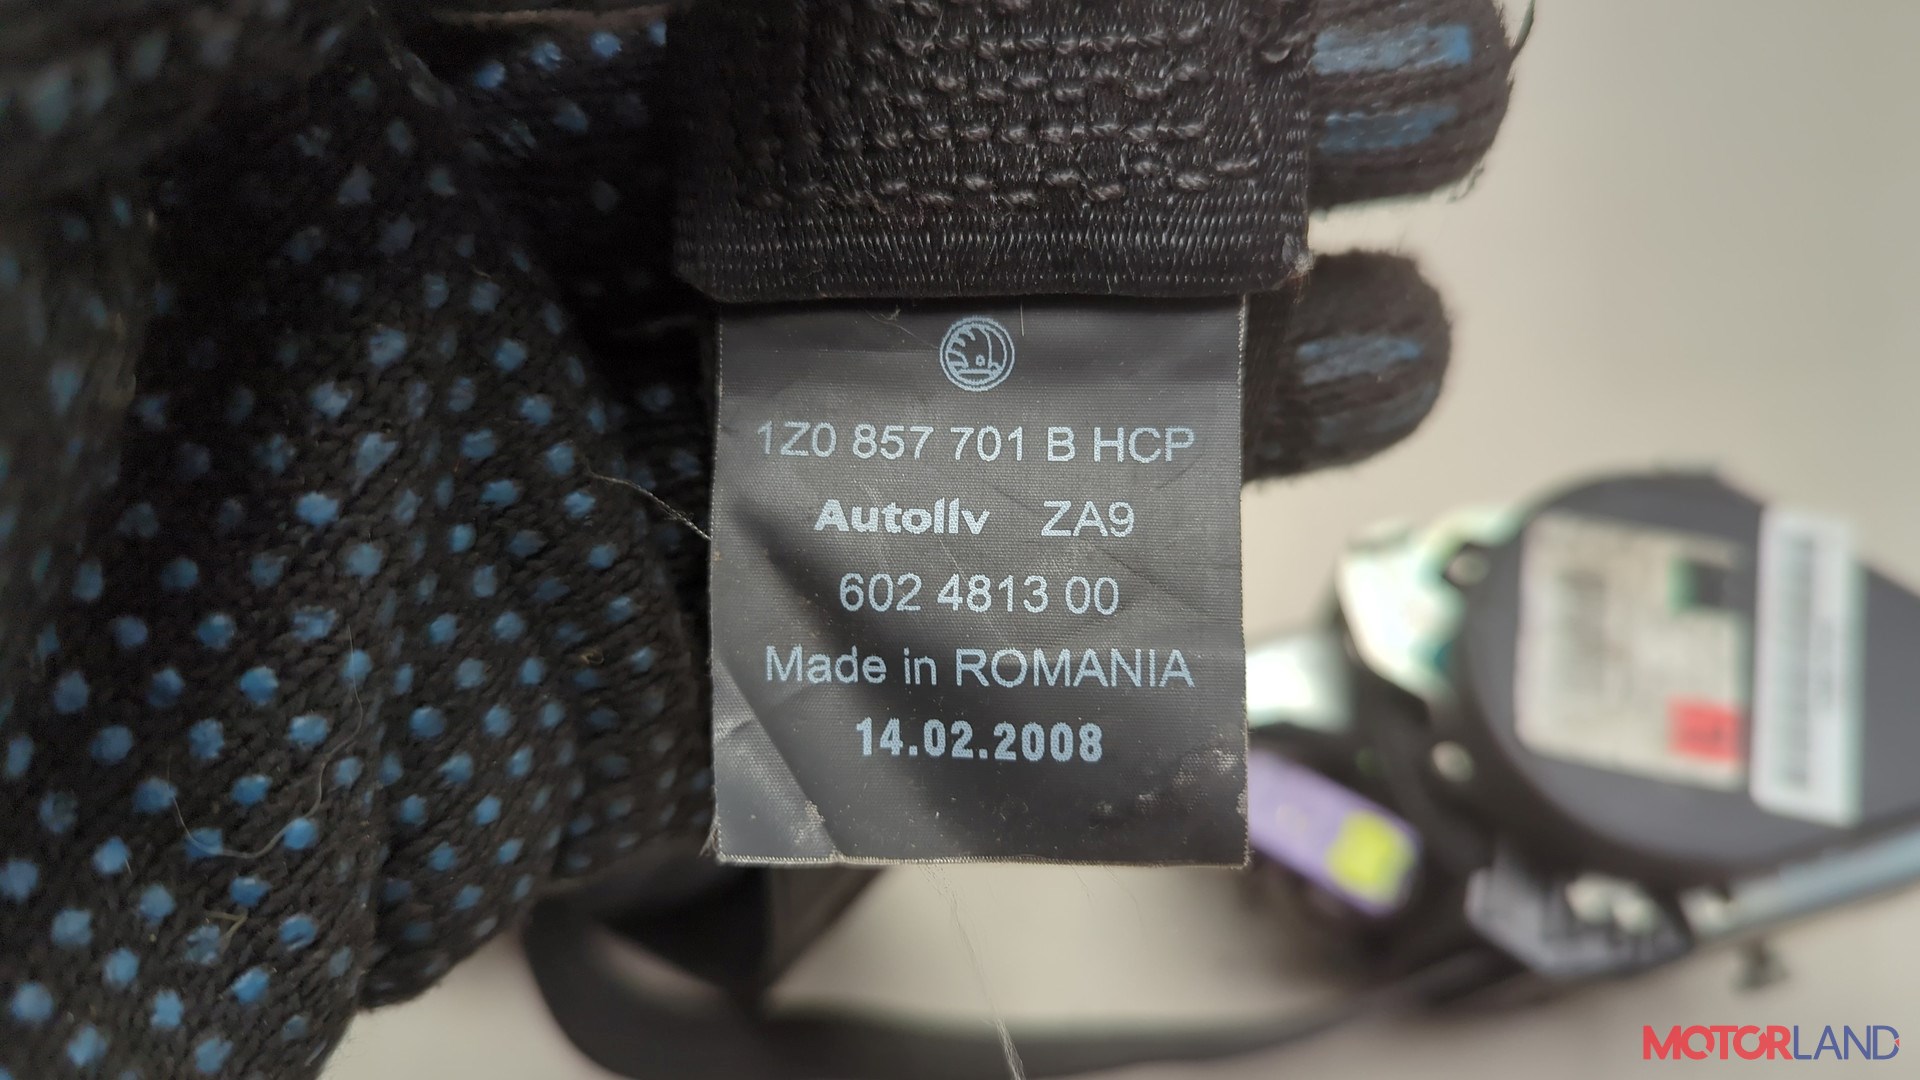 1Z0 857 701 B HCP
Autoliv ZA9
602 4813 00
Made in ROMANIA
14.02.2008
MOTORLAND